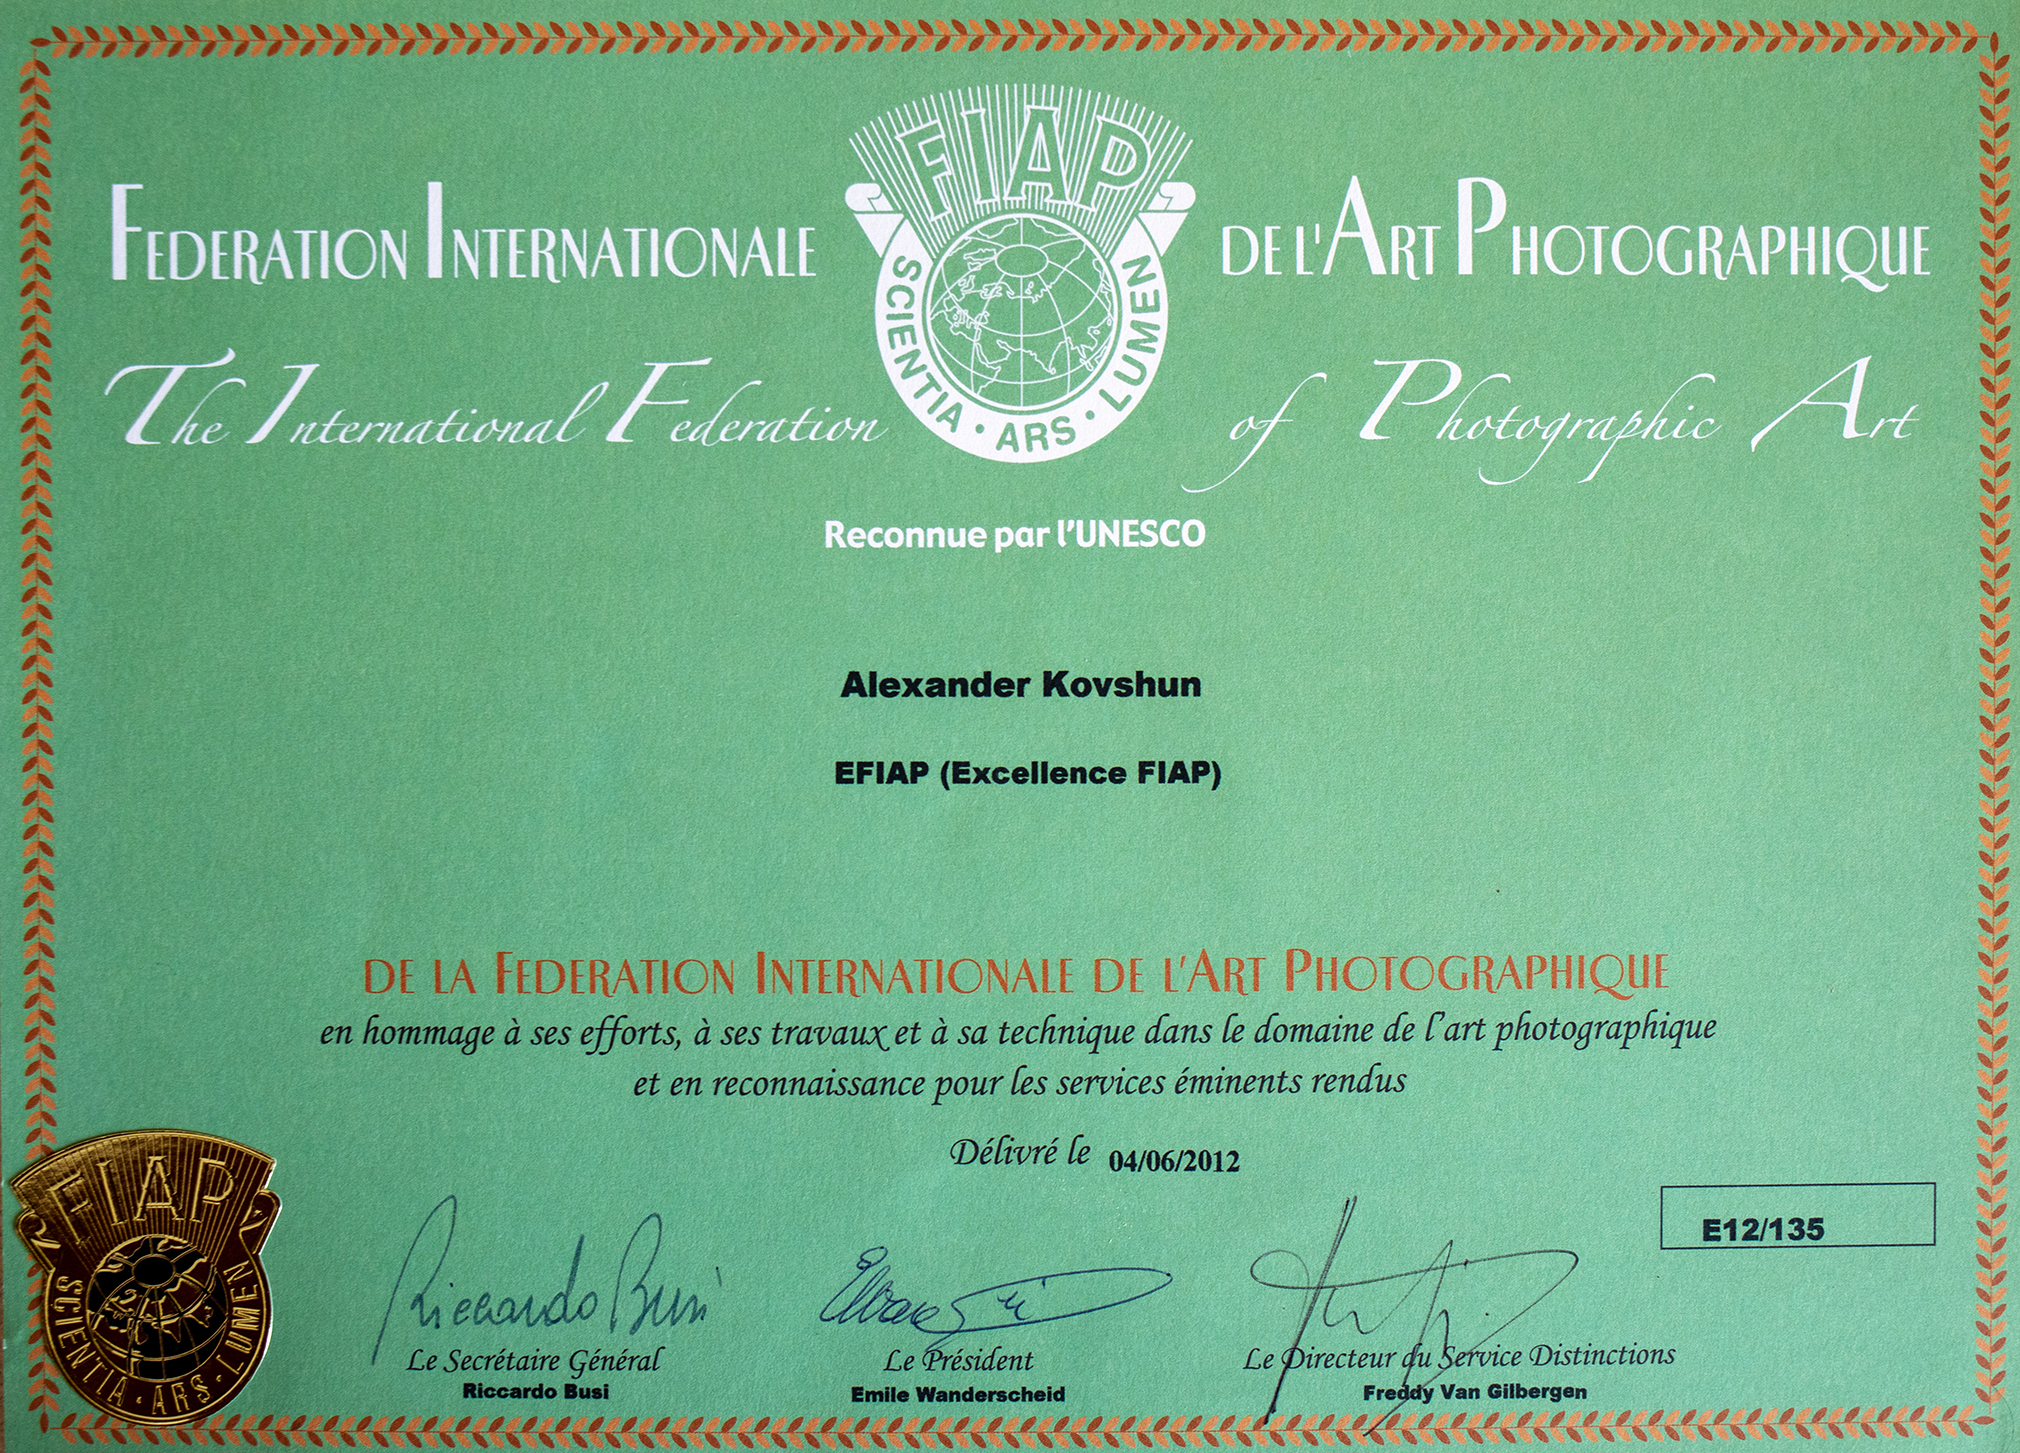 FIAP
SCIENTIA · ARS · LUMEN
FEDERATION INTERNATIONALE DE L'ART PHOTOGRAPHIQUE
The International Federation of Photographic Art
Reconnue par l'UNESCO
Alexander Kovshun
EFIAP (Excellence FIAP)
DE LA FEDERATION INTERNATIONALE DE L'ART PHOTOGRAPHIQUE
en hommage à ses efforts, à ses travaux et à sa technique dans le domaine de l'art photographique
et en reconnaissance pour les services éminents rendus
Délivré le 04/06/2012
E12/135
FIAP
SCIENTIA · ARS · LUMEN
Riccardo Busi
Le Secrétaire Général
Riccardo Busi
Le Président
Emile Wanderscheid
Le Directeur du Service Distinctions
Freddy Van Gilbergen